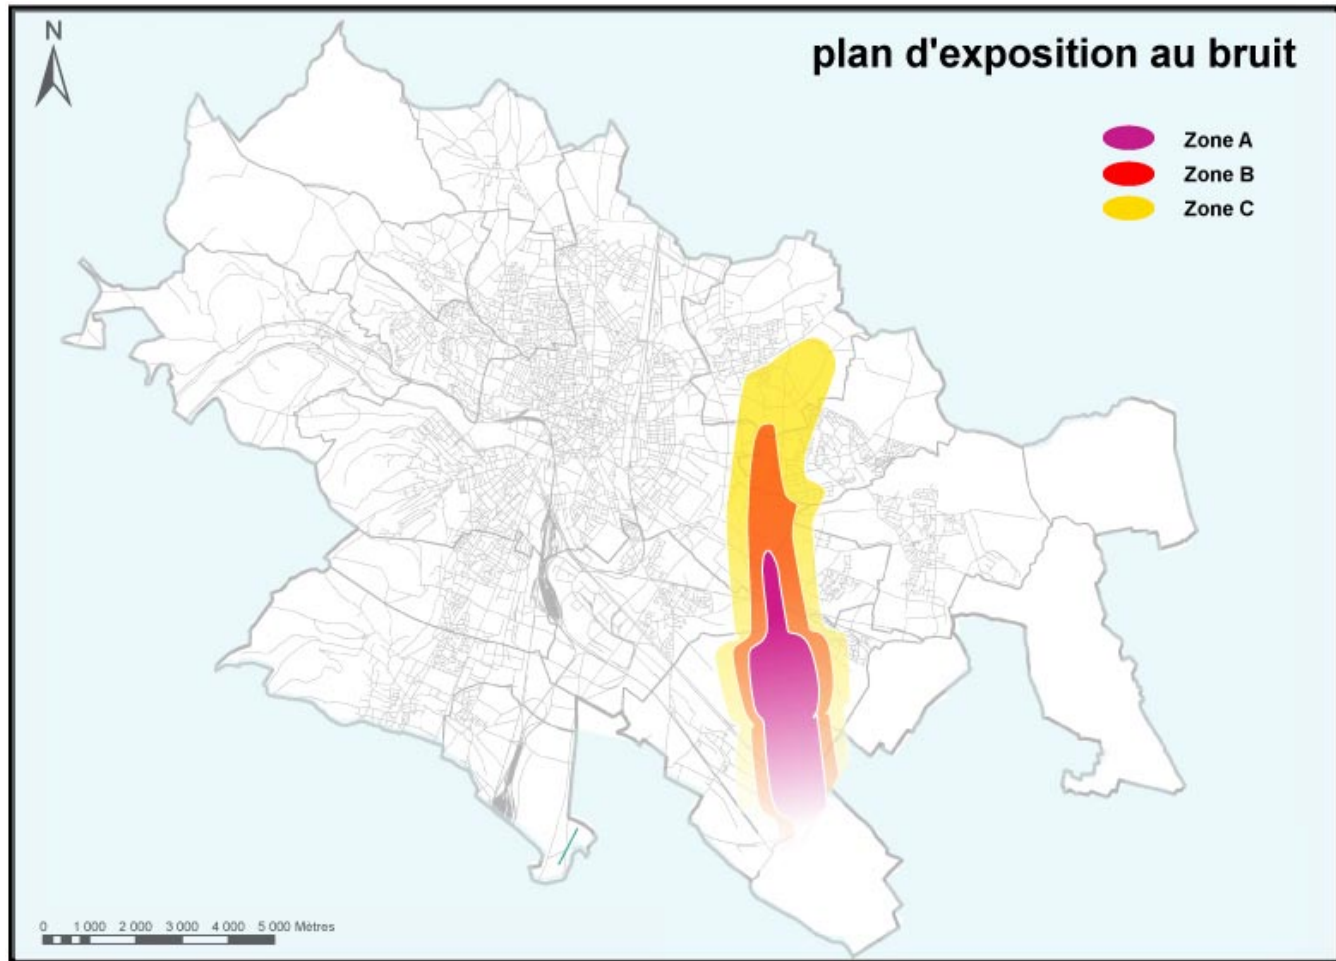 N
plan d'exposition au bruit
Zone A
Zone B
Zone C
0 1 000 2 000 3 000 4 000 5 000 Mètres